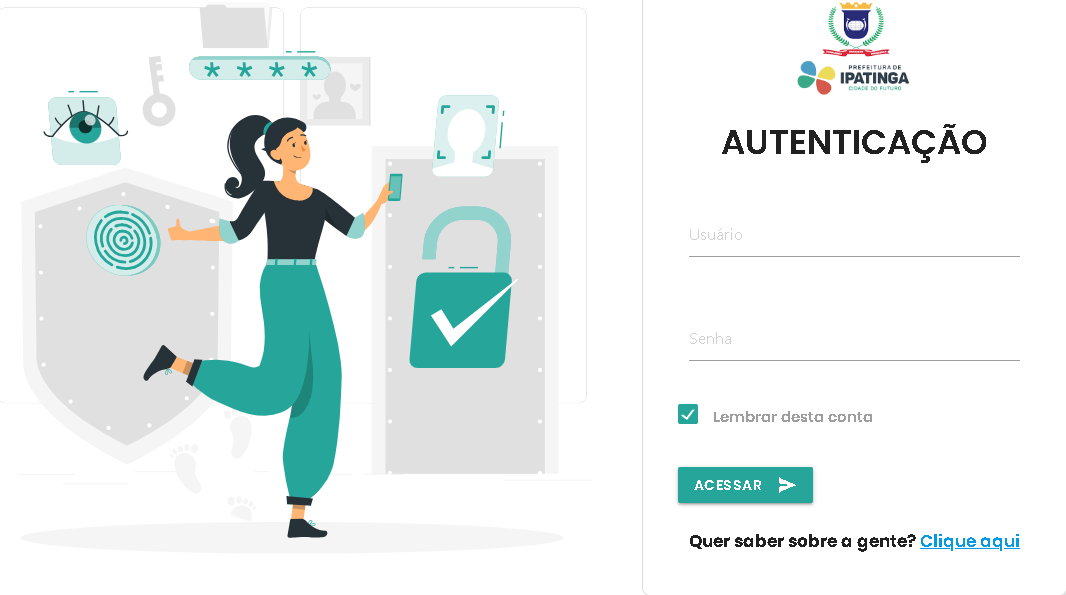 * * * *
PREFEITURA DE
IPATINGA
CIDADE DO FUTURO
AUTENTICAÇÃO
Usuário
Senha
Lembrar desta conta
ACESSAR
Quer saber sobre a gente? Clique aqui